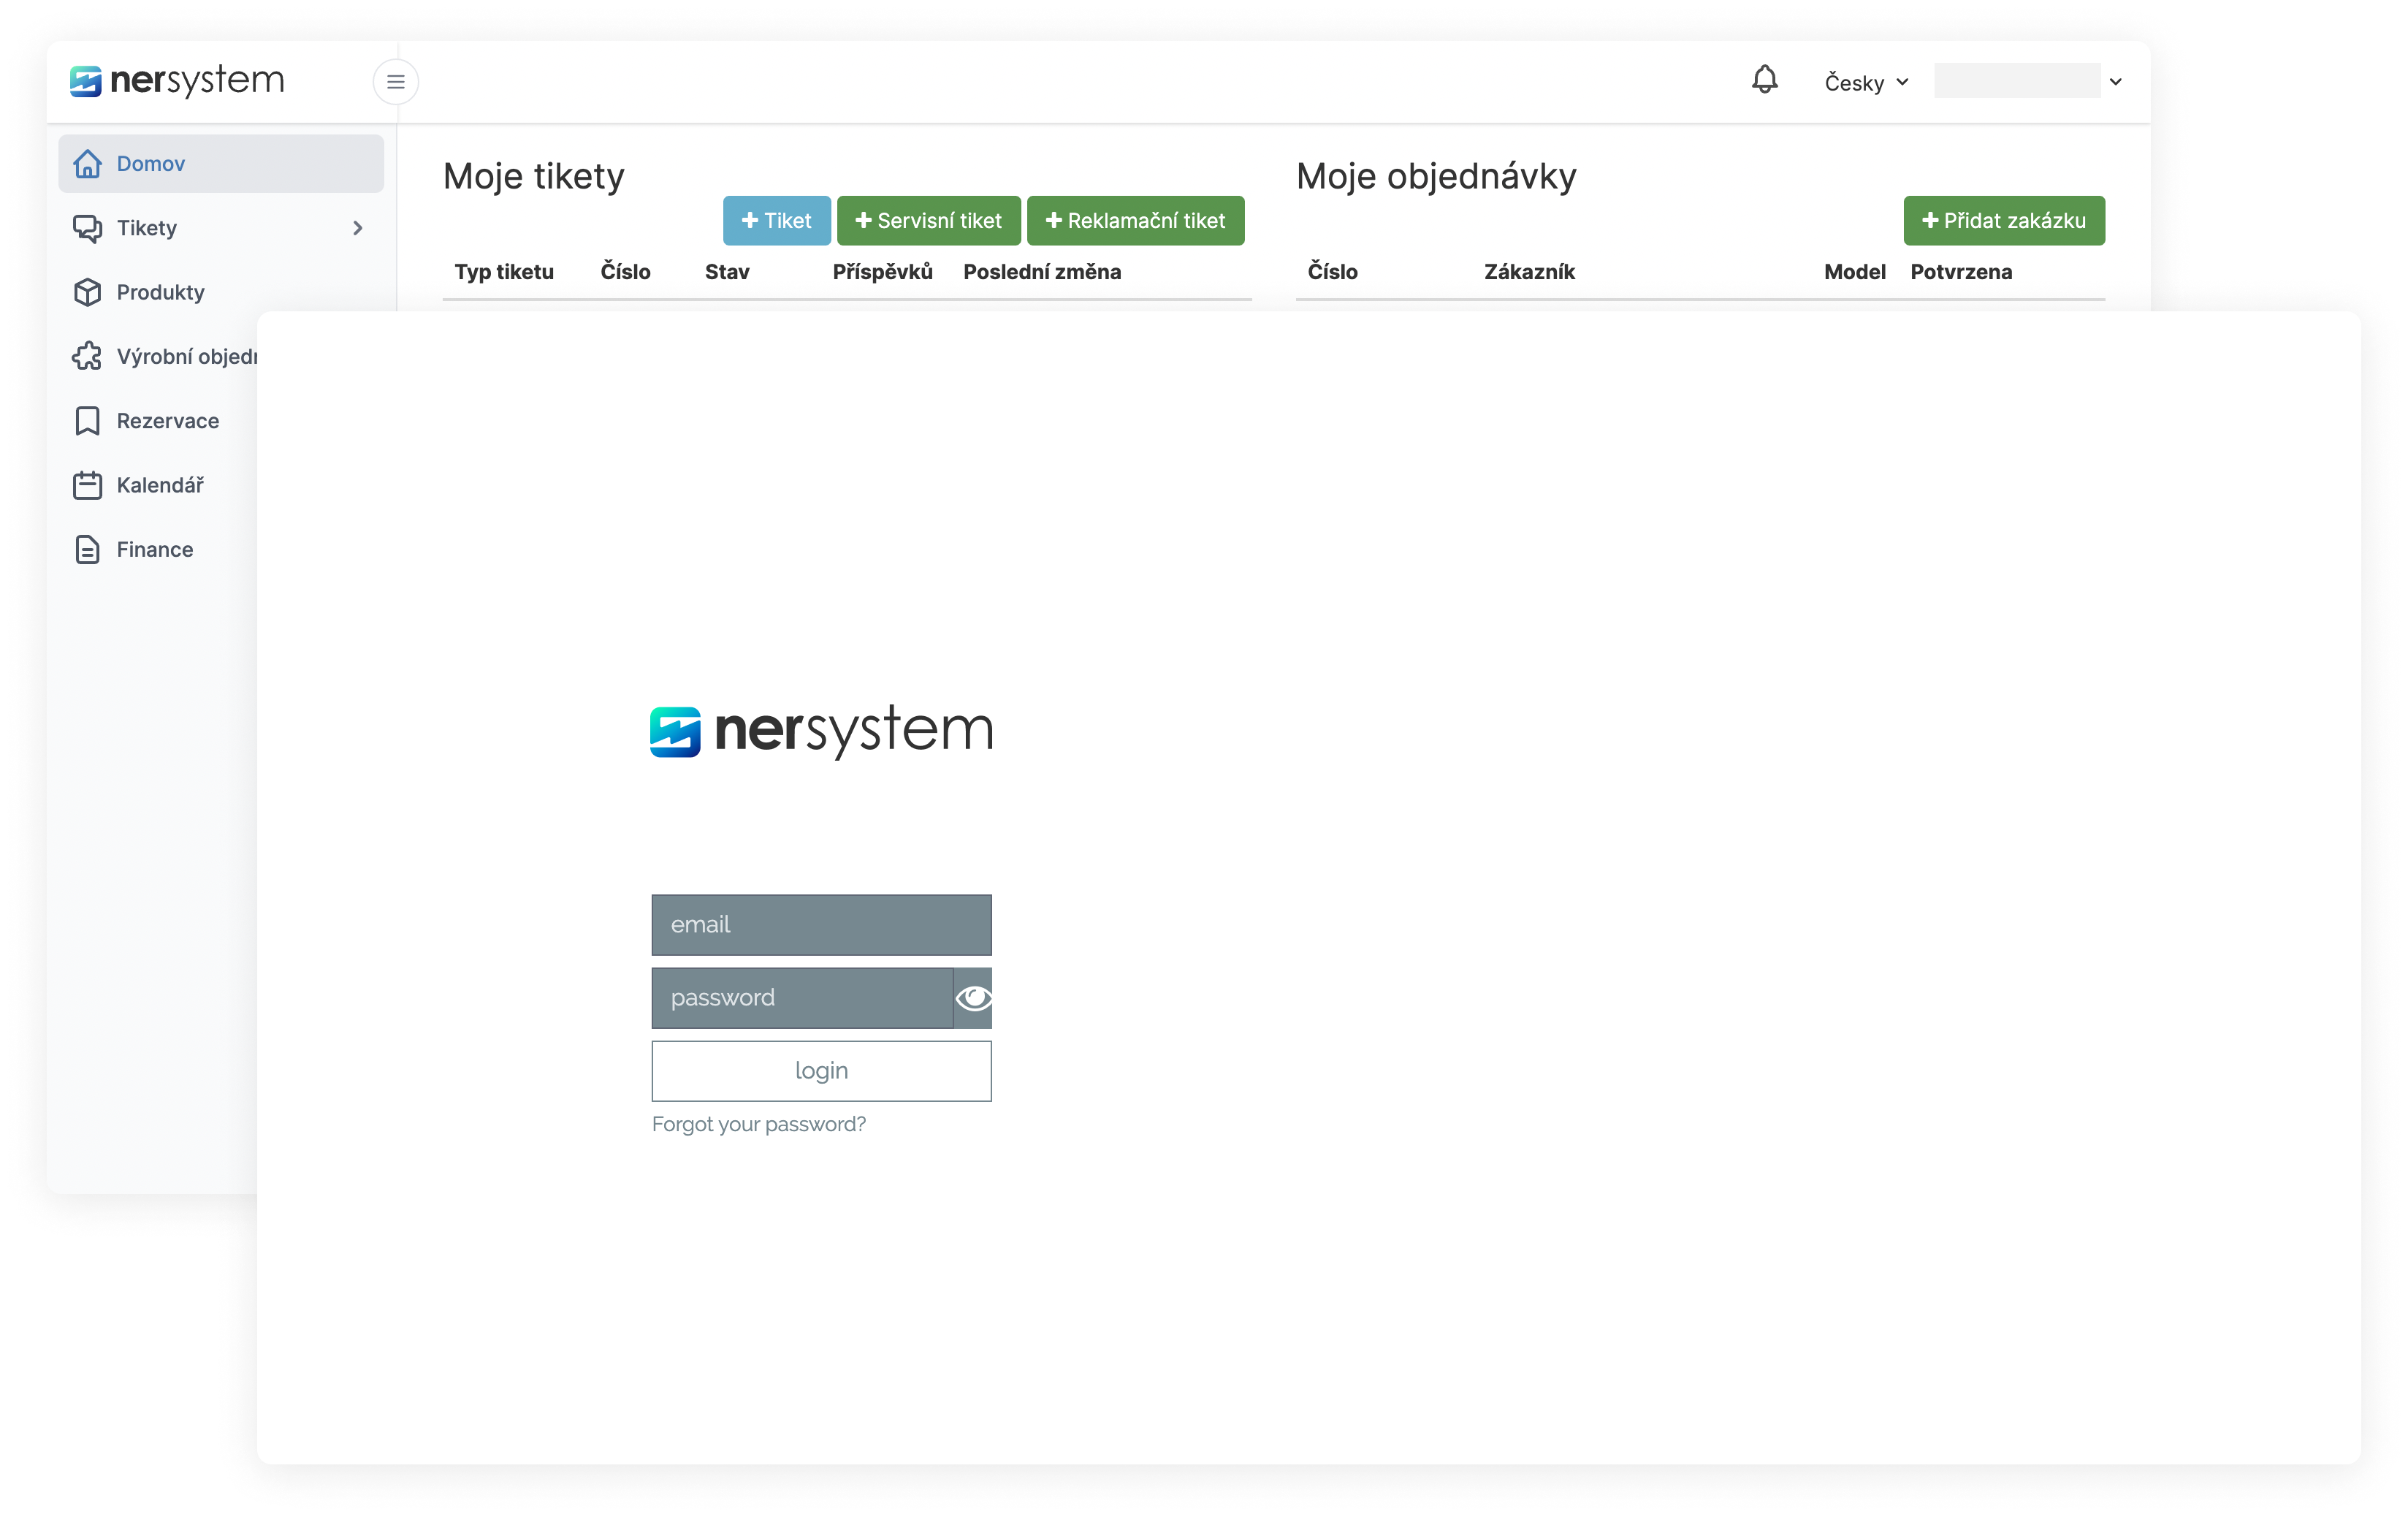 nersystem
Česky
Domov
Tikety
Produkty
Výrobní objedn
Rezervace
Kalendář
Finance
Moje tikety
+ Tiket
+ Servisní tiket
+ Reklamační tiket
Typ tiketu Číslo Stav Příspěvků Poslední změna
Moje objednávky
+ Přidat zakázku
Číslo Zákazník Model Potvrzena
nersystem
email
password
login
Forgot your password?